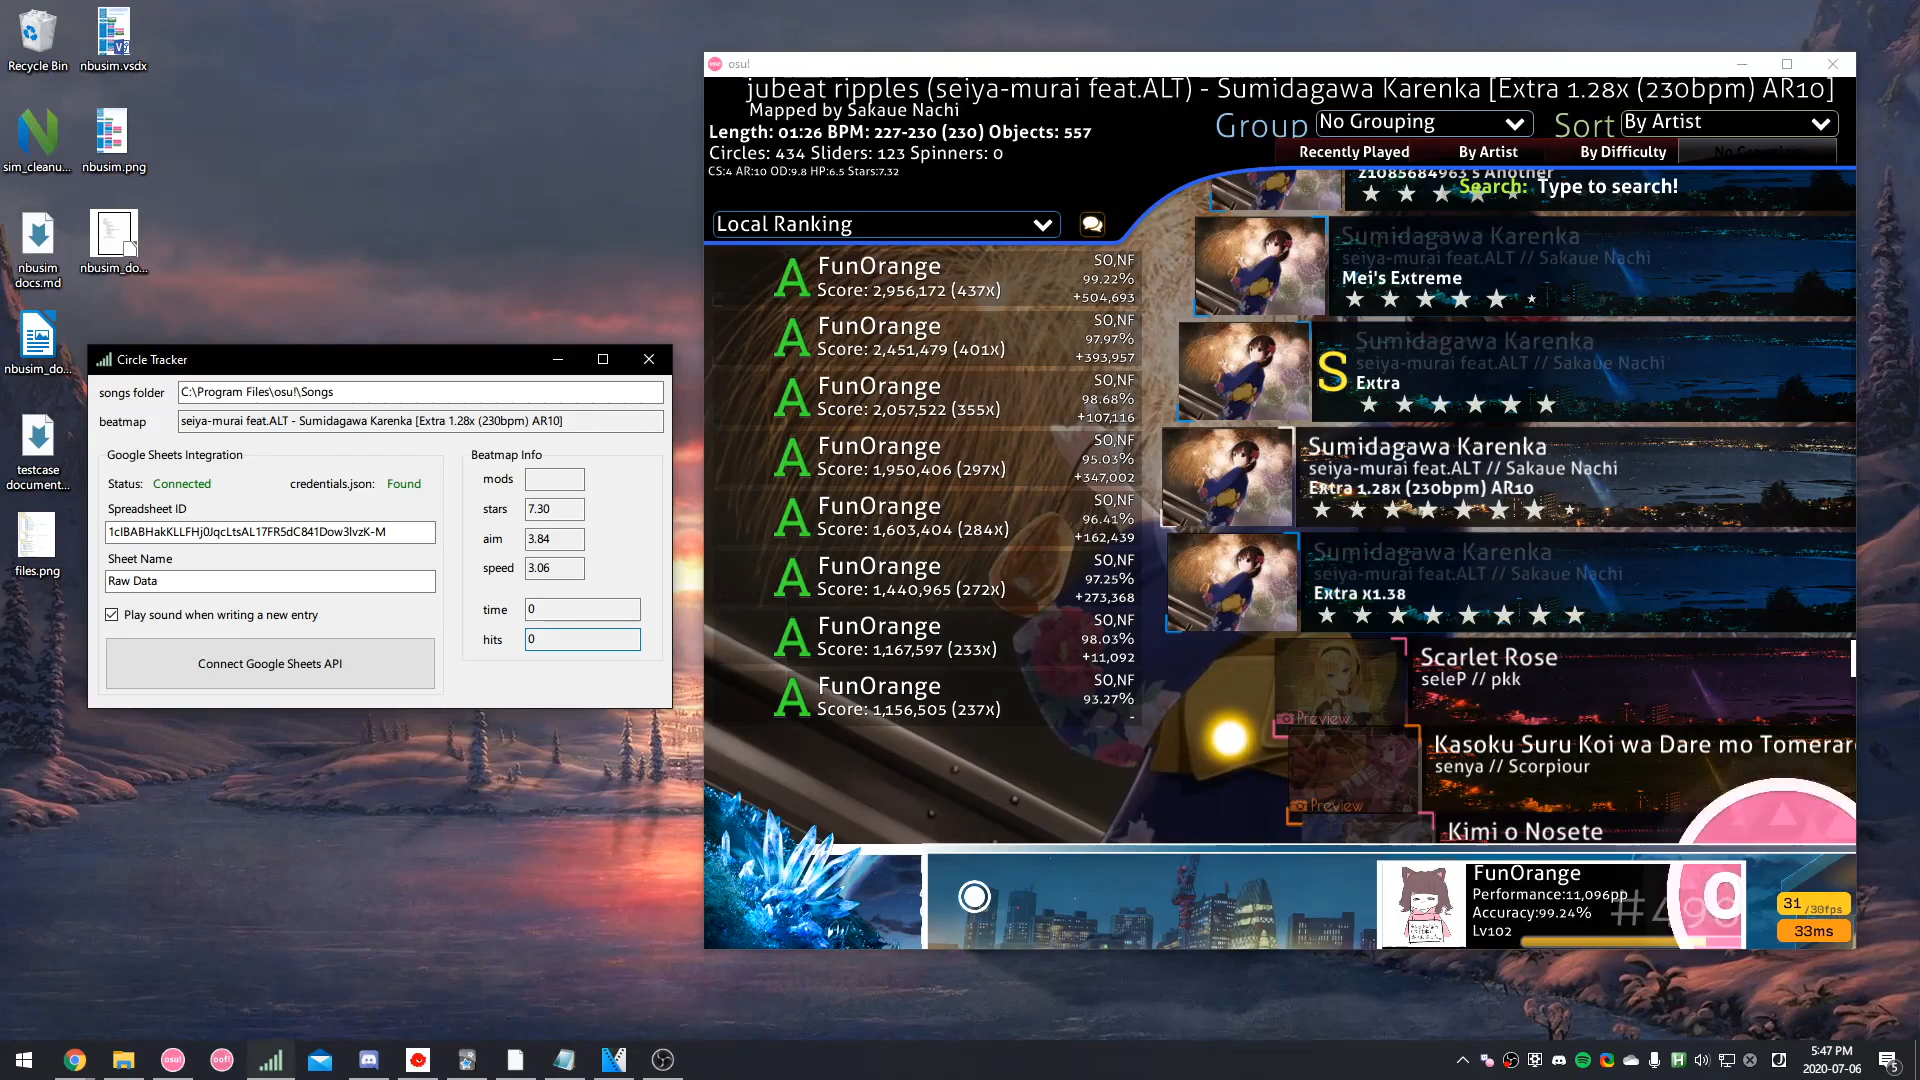 Recycle Bin
nbusim.vsdx
sim_cleanu...
nbusim.png
nbusim
docs.md
nbusim_do...
nbusim_do...
testcase
document...
files.png
Circle Tracker
songs folder
C:\Program Files\osu!\Songs
beatmap
seiya-murai feat.ALT - Sumidagawa Karenka [Extra 1.28x (230bpm) AR10]
Google Sheets Integration
Status: Connected
credentials.json: Found
Spreadsheet ID
1cIBABHakKLLFHj0JqcLtsAL17FR5dC841Dow3lvzK-M
Sheet Name
Raw Data
Play sound when writing a new entry
Connect Google Sheets API
Beatmap Info
mods
stars 7.30
aim 3.84
speed 3.06
time 0
hits 0
osu!
jubeat ripples (seiya-murai feat.ALT) - Sumidagawa Karenka [Extra 1.28x (230bpm) AR10]
Mapped by Sakaue Nachi
Length: 01:26 BPM: 227-230 (230) Objects: 557
Circles: 434 Sliders: 123 Spinners: 0
CS:4 AR:10 OD:9.8 HP:6.5 Stars:7.32
Group No Grouping
Sort By Artist
Recently Played
By Artist
By Difficulty
No Grouping
Search: Type to search!
Local Ranking
A FunOrange
Score: 2,956,172 (437x)
SO,NF
99.22%
+504,693
A FunOrange
Score: 2,451,479 (401x)
SO,NF
97.97%
+393,957
A FunOrange
Score: 2,057,522 (355x)
SO,NF
98.68%
+107,116
A FunOrange
Score: 1,950,406 (297x)
SO,NF
95.03%
+347,002
A FunOrange
Score: 1,603,404 (284x)
SO,NF
96.41%
+162,439
A FunOrange
Score: 1,440,965 (272x)
SO,NF
97.25%
+273,368
A FunOrange
Score: 1,167,597 (233x)
SO,NF
98.03%
+11,092
A FunOrange
Score: 1,156,505 (237x)
SO,NF
93.27%
-
21085684963's Another
Sumidagawa Karenka
seiya-murai feat.ALT // Sakaue Nachi
Mei's Extreme
S
Sumidagawa Karenka
seiya-murai feat.ALT // Sakaue Nachi
Extra
Sumidagawa Karenka
seiya-murai feat.ALT // Sakaue Nachi
Extra 1.28x (230bpm) AR10
Sumidagawa Karenka
seiya-murai feat.ALT // Sakaue Nachi
Extra x1.38
Scarlet Rose
seleP // pkk
Preview
Kasoku Suru Koi wa Dare mo Tomerar
senya // Scorpiour
Preview
Kimi o Nosete
FunOrange
Performance:11,096pp
Accuracy:99.24%
Lv102
31 /30fps
33ms
osu!
oof!
5:47 PM
2020-07-06
5